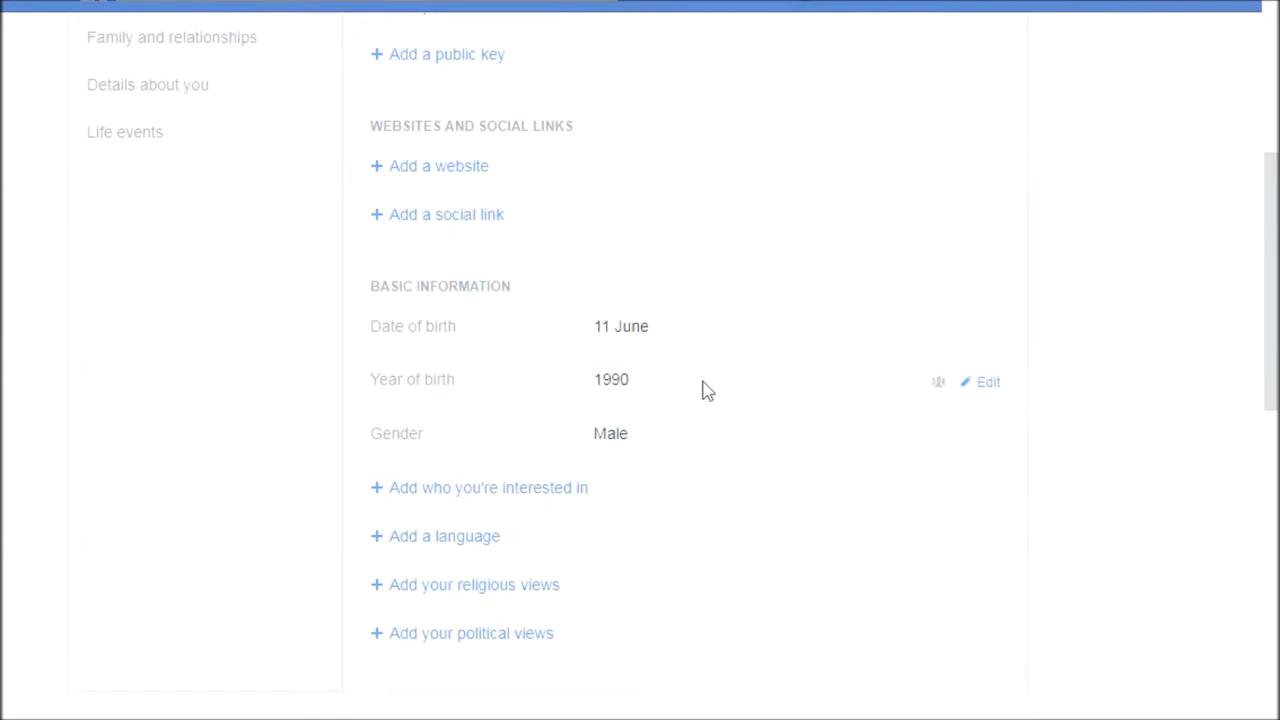 Family and relationships
Details about you
Life events
+ Add a public key
WEBSITES AND SOCIAL LINKS
+ Add a website
+ Add a social link
BASIC INFORMATION
Date of birth 11 June
Year of birth 1990 Edit
Gender Male
+ Add who you're interested in
+ Add a language
+ Add your religious views
+ Add your political views